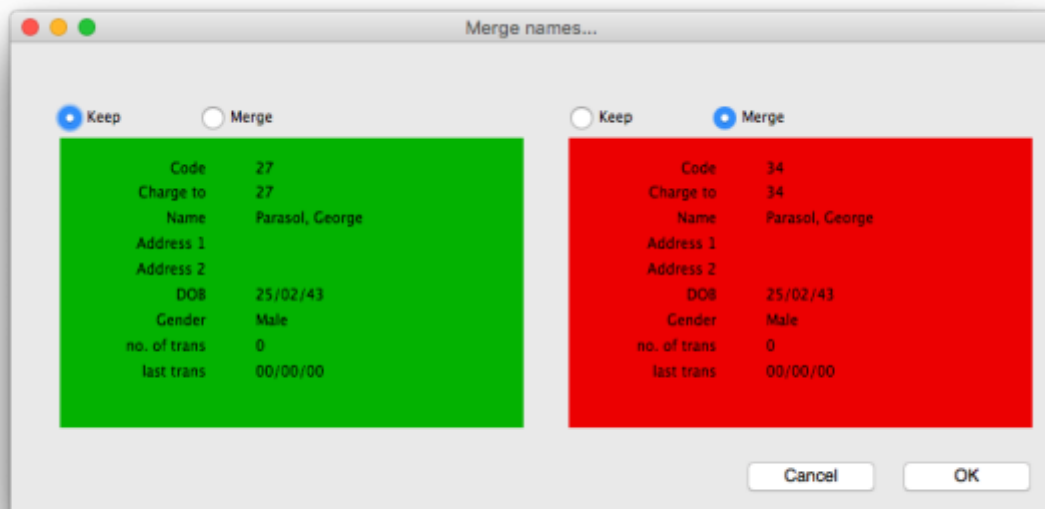 Merge names...
Keep Merge Keep Merge
Code 27 Code 34
Charge to 27 Charge to 34
Name Parasol, George Name Parasol, George
Address 1 Address 1
Address 2 Address 2
DOB 25/02/43 DOB 25/02/43
Gender Male Gender Male
no. of trans 0 no. of trans 0
last trans 00/00/00 last trans 00/00/00
Cancel OK